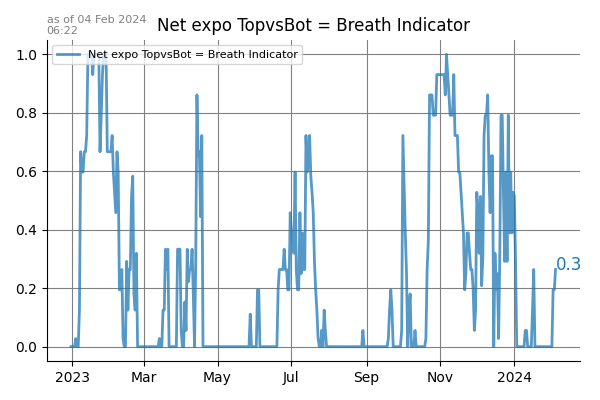 as of 04 Feb 2024
06:22
Net expo TopvsBot = Breath Indicator
Net expo TopvsBot = Breath Indicator
1.0
0.8
0.6
0.4
0.2
0.0
0.3
2023 Mar May Jul Sep Nov 2024